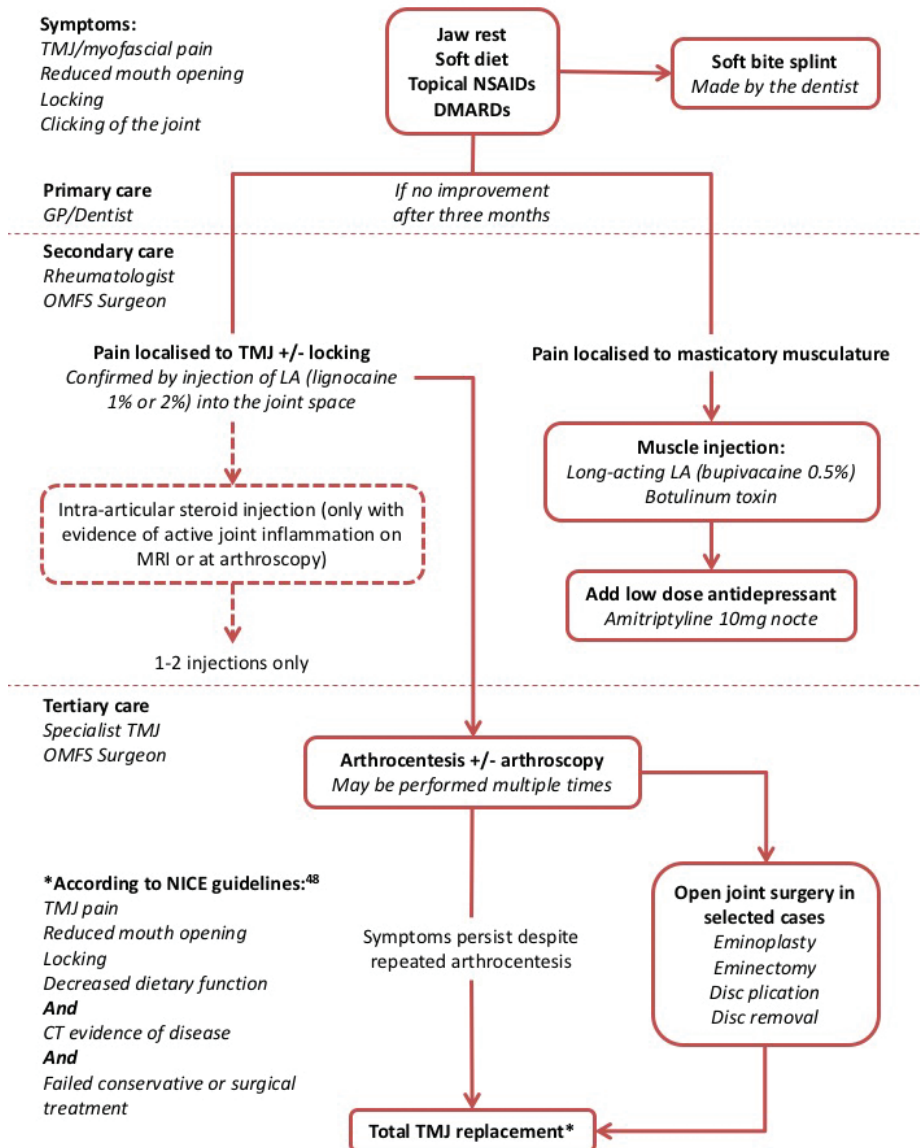 Symptoms:
TMJ/myofascial pain
Reduced mouth opening
Locking
Clicking of the joint
Jaw rest
Soft diet
Topical NSAIDs
DMARDs
Soft bite splint
Made by the dentist
Primary care
GP/Dentist
If no improvement
after three months
Secondary care
Rheumatologist
OMFS Surgeon
Pain localised to TMJ +/- locking
Confirmed by injection of LA (lignocaine
1% or 2%) into the joint space
Pain localised to masticatory musculature
Intra-articular steroid injection (only with
evidence of active joint inflammation on
MRI or at arthroscopy)
1-2 injections only
Muscle injection:
Long-acting LA (bupivacaine 0.5%)
Botulinum toxin
Add low dose antidepressant
Amitriptyline 10mg nocte
Tertiary care
Specialist TMJ
OMFS Surgeon
Arthrocentesis +/- arthroscopy
May be performed multiple times
*According to NICE guidelines:48
TMJ pain
Reduced mouth opening
Locking
Decreased dietary function
And
CT evidence of disease
And
Failed conservative or surgical
treatment
Symptoms persist despite
repeated arthrocentesis
Open joint surgery in
selected cases
Eminoplasty
Eminectomy
Disc plication
Disc removal
Total TMJ replacement*